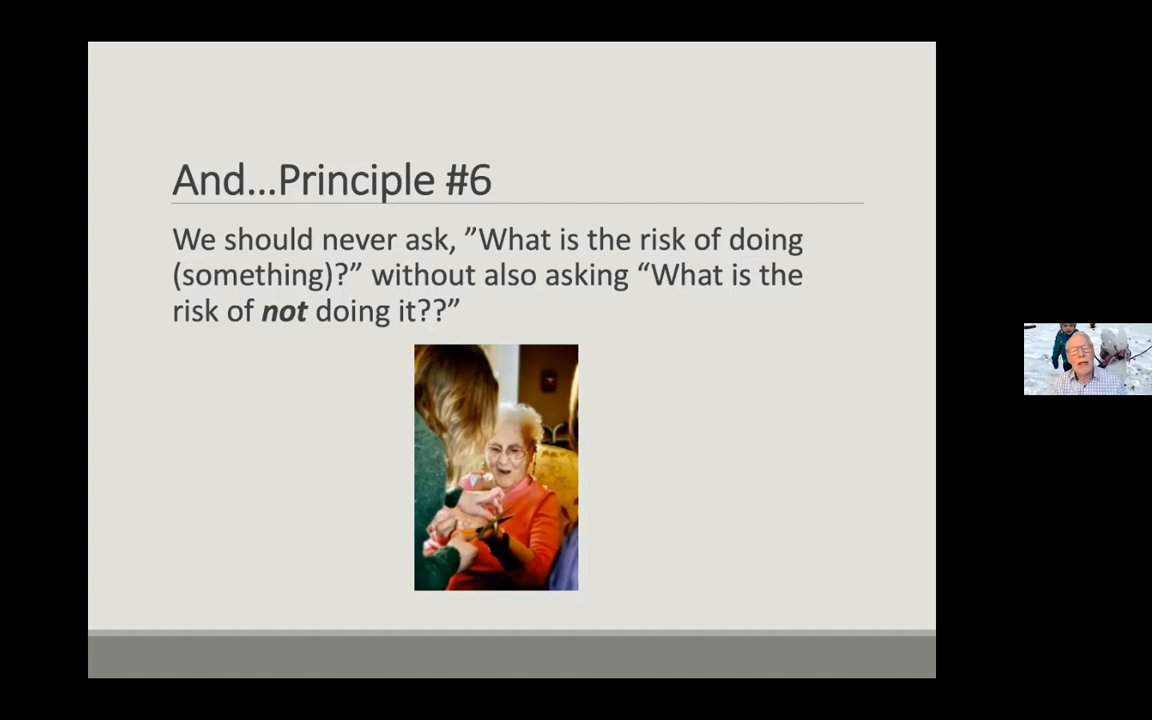 And...Principle #6
We should never ask, ”What is the risk of doing
(something)?” without also asking “What is the
risk of not doing it??”